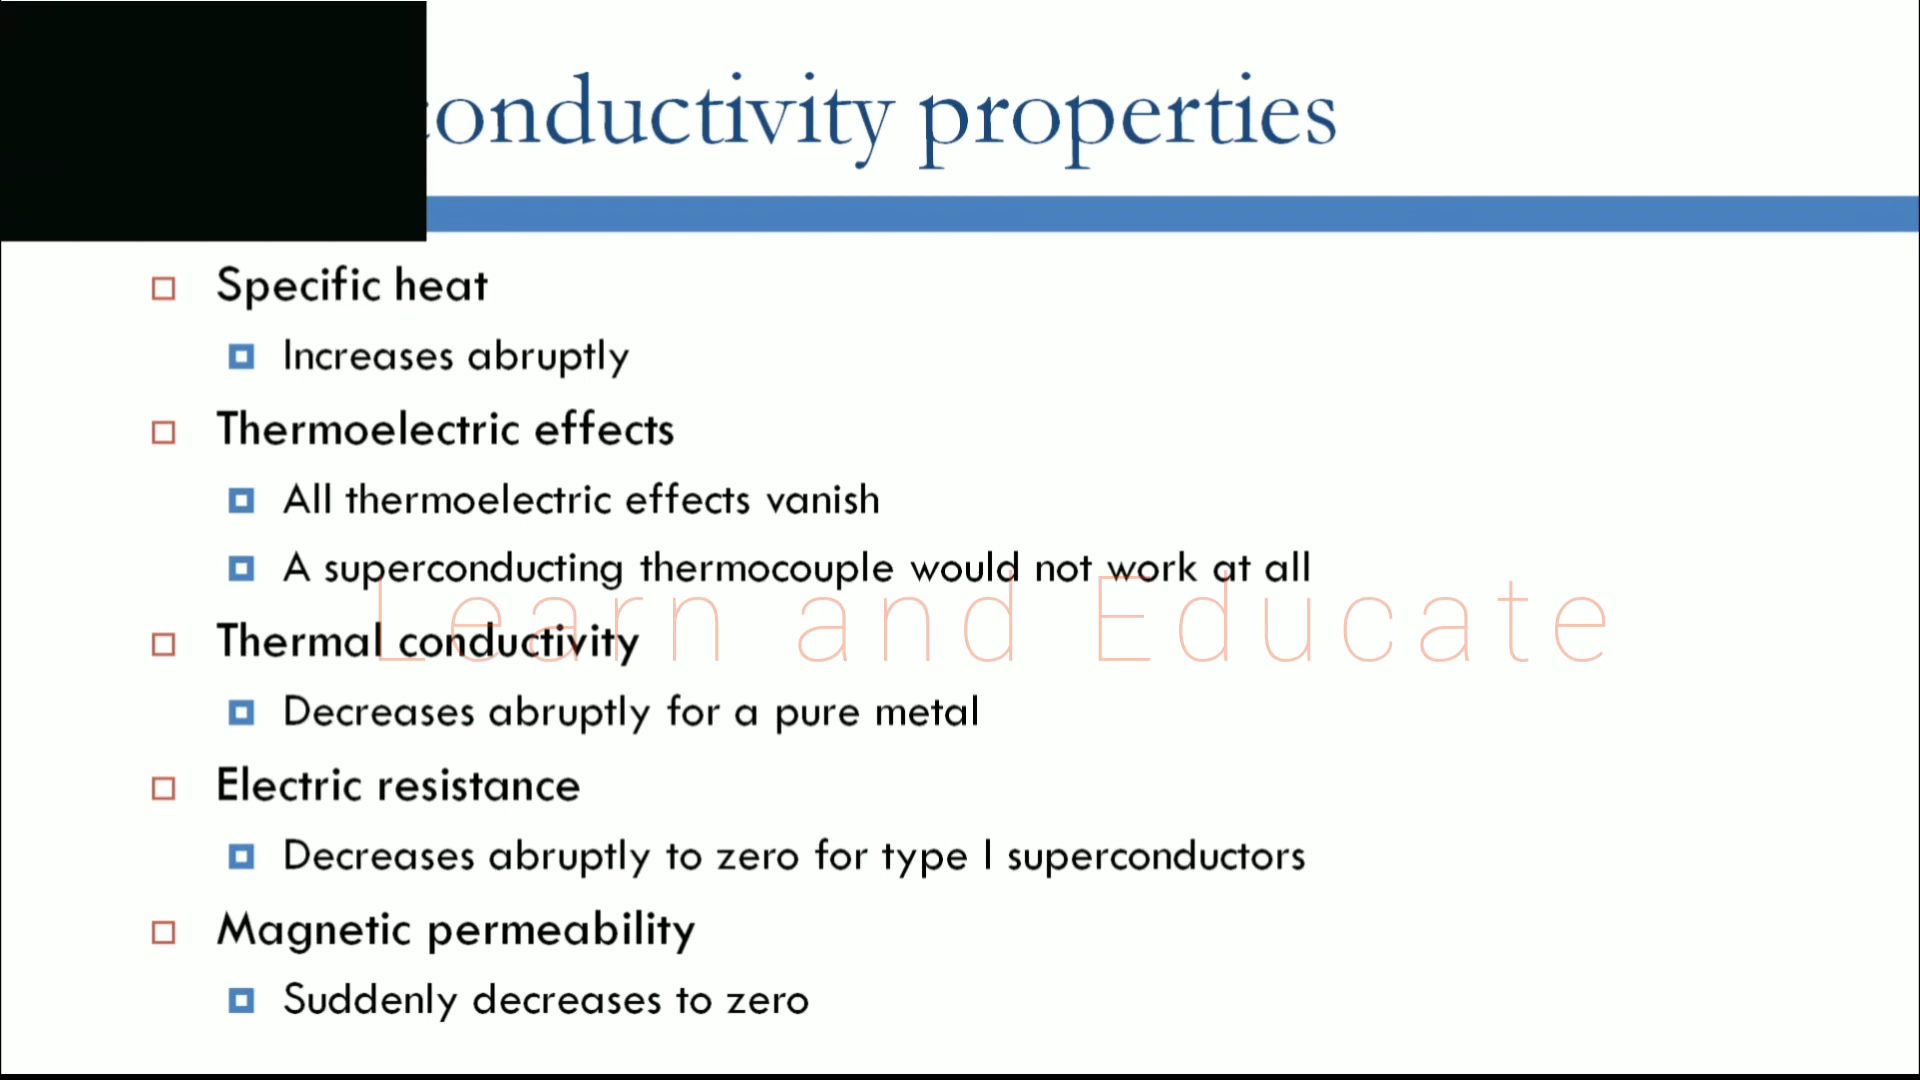 conductivity properties
Specific heat
Increases abruptly
Thermoelectric effects
All thermoelectric effects vanish
A superconducting thermocouple would not work at all
Learn and Educate
Thermal conductivity
Decreases abruptly for a pure metal
Electric resistance
Decreases abruptly to zero for type I superconductors
Magnetic permeability
Suddenly decreases to zero